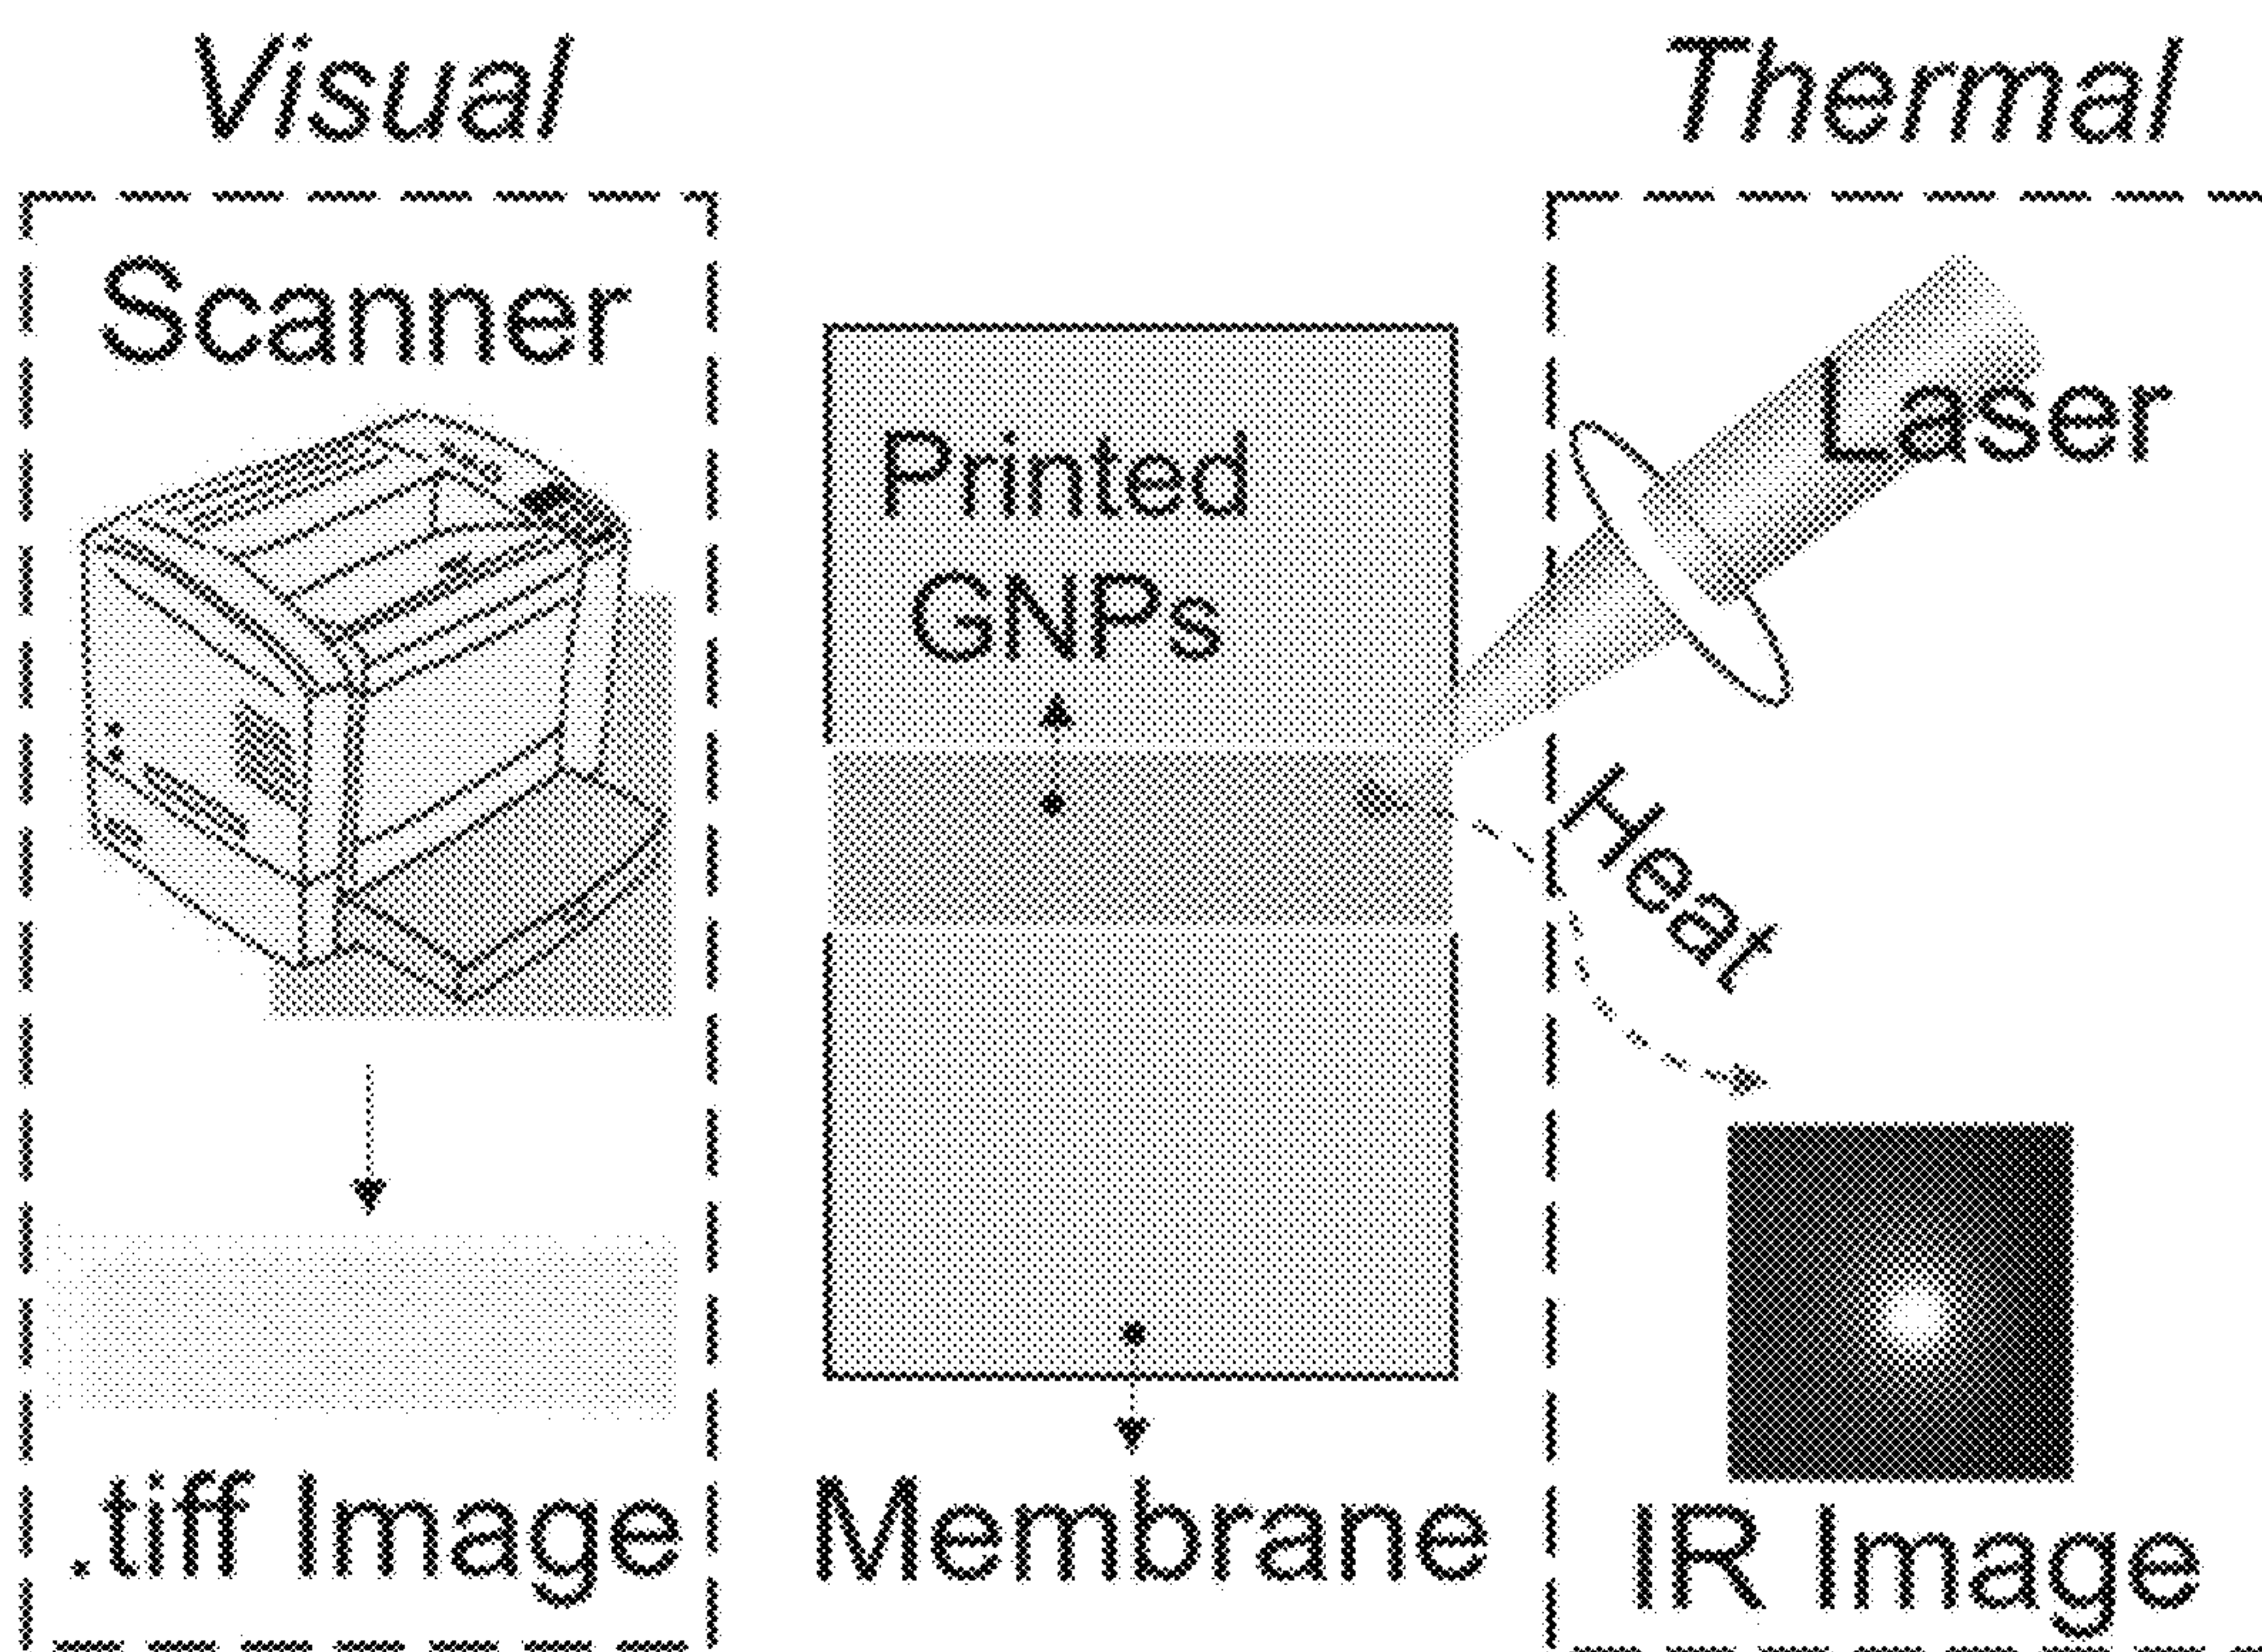 Visual
Thermal
Scanner
Printed
GNPs
Laser
Heat
.tiff Image
Membrane
IR Image